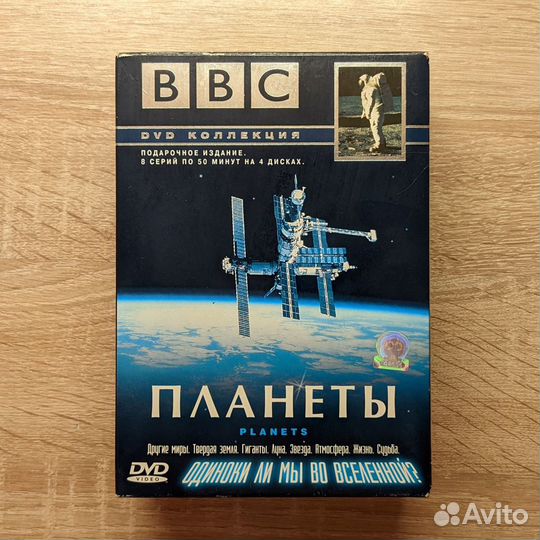 BBC
DVD КОЛЛЕКЦИЯ
ПОДАРОЧНОЕ ИЗДАНИЕ.
8 СЕРИЙ ПО 50 МИНУТ НА 4 ДИСКАХ.
ПЛАНЕТЫ
PLANETS
Другие миры. Твердая земля. Гиганты. Луна. Звезда. Атмосфера. Жизнь. Судьба.
DVD
VIDEO
ОДИНОКИ ЛИ МЫ ВО ВСЕЛЕННОЙ?
Avito